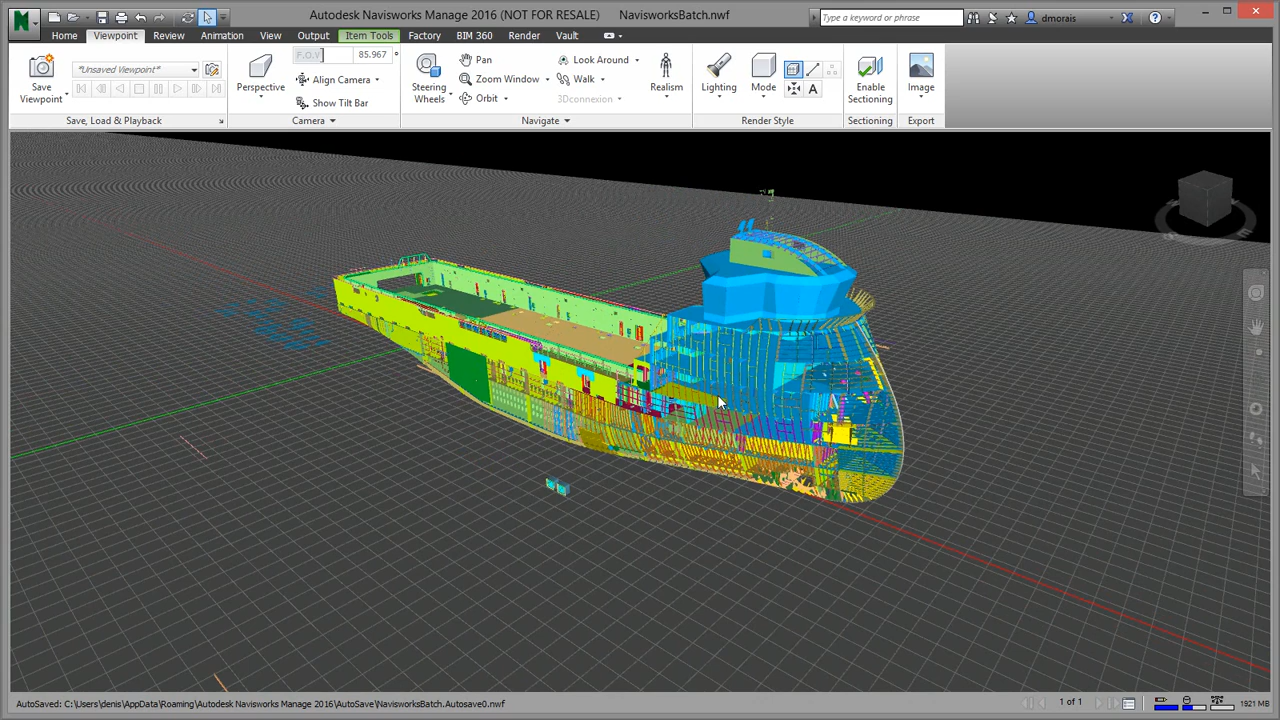 Autodesk Navisworks Manage 2016 (NOT FOR RESALE) NavisworksBatch.nwf
Type a keyword or phrase
dmorais
Home Viewpoint Review Animation View Output Item Tools Factory BIM 360 Render Vault
Save Viewpoint
*Unsaved Viewpoint*
Save, Load & Playback
Perspective
F.O.V. 85.967 °
Align Camera
Show Tilt Bar
Camera
Steering Wheels
Pan
Zoom Window
Orbit
Look Around
Walk
3Dconnexion
Realism
Navigate
Lighting
Mode
A
Render Style
Enable Sectioning
Sectioning
Image
Export
AutoSaved: C:\Users\denis\AppData\Roaming\Autodesk Navisworks Manage 2016\AutoSave\NavisworksBatch.Autosave0.nwf
1 of 1
1921 MB